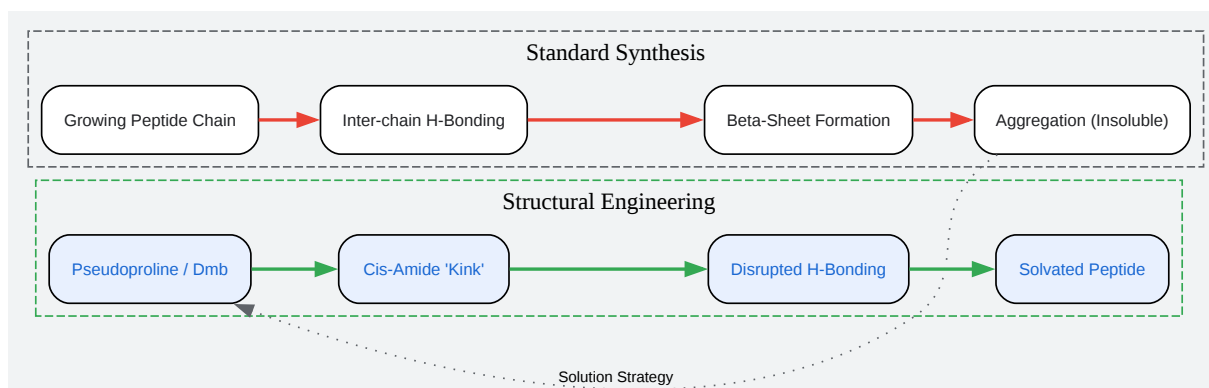 Standard Synthesis
Growing Peptide Chain
Inter-chain H-Bonding
Beta-Sheet Formation
Aggregation (Insoluble)
Structural Engineering
Pseudoproline / Dmb
Cis-Amide 'Kink'
Disrupted H-Bonding
Solvated Peptide
Solution Strategy